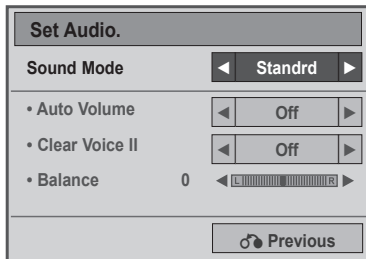 Set Audio.
Sound Mode ◀ Standrd ▶
• Auto Volume ◀ Off ▶
• Clear Voice II ◀ Off ▶
• Balance 0 ◀ L R ▶
Previous